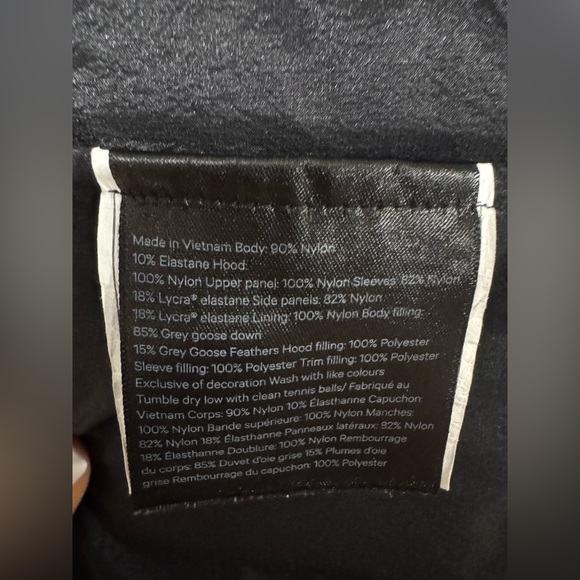 Made in Vietnam Body: 90% Nylon
10% Elastane Hood:
100% Nylon Upper panel: 100% Nylon Sleeves: 82% Nylon
18% Lycra® elastane Side panels: 82% Nylon
18% Lycra® elastane Lining: 100% Nylon Body filling:
85% Grey goose down
15% Grey Goose Feathers Hood filling: 100% Polyester
Sleeve filling: 100% Polyester Trim filling: 100% Polyester
Exclusive of decoration Wash with like colours
Tumble dry low with clean tennis balls/ Fabriqué au
Vietnam Corps: 90% Nylon 10% Élasthanne Capuchon:
100% Nylon Bande supérieure: 100% Nylon Manches:
82% Nylon 18% Élasthanne Panneaux latéraux: 82% Nylon
18% Élasthanne Doublure: 100% Nylon Rembourrage
du corps: 85% Duvet d'oie grise 15% Plumes d'oie
grise Rembourrage du capuchon: 100% Polyester